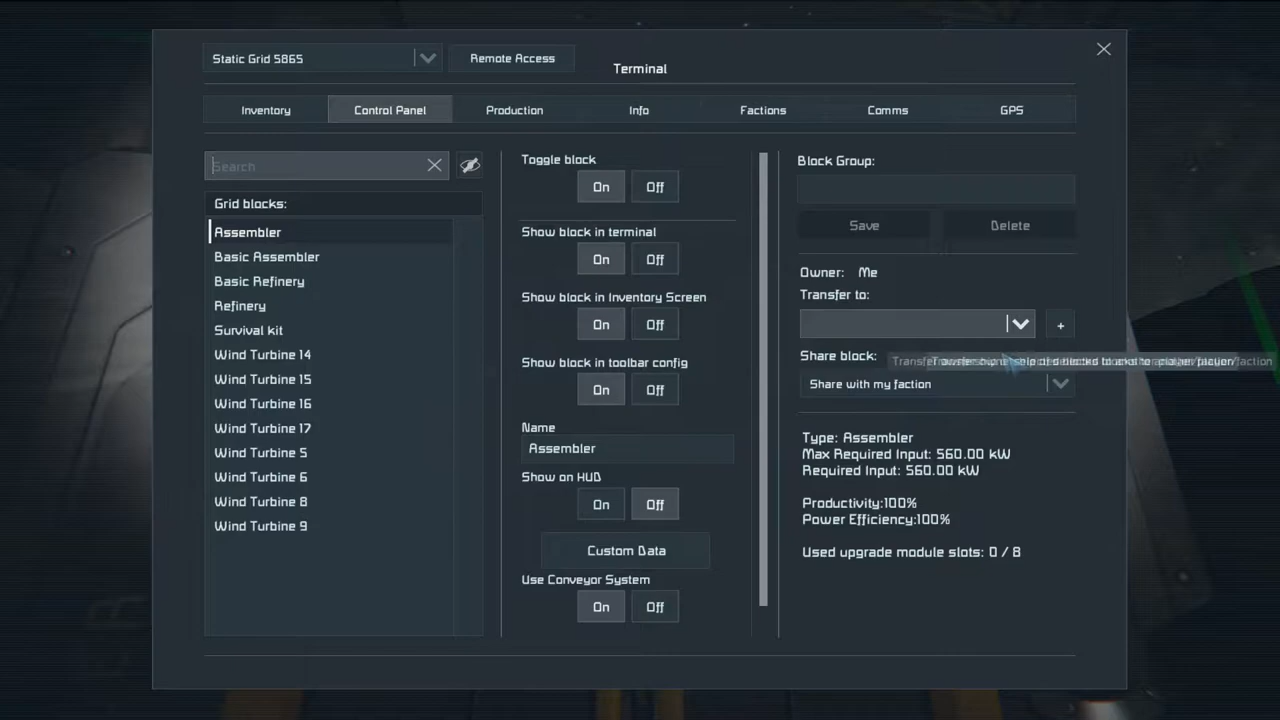 Static Grid 5865
Remote Access
Terminal
Inventory
Control Panel
Production
Info
Factions
Comms
GPS
Search
Grid blocks:
Assembler
Basic Assembler
Basic Refinery
Refinery
Survival kit
Wind Turbine 14
Wind Turbine 15
Wind Turbine 16
Wind Turbine 17
Wind Turbine 5
Wind Turbine 6
Wind Turbine 8
Wind Turbine 9
Toggle block
On
Off
Show block in terminal
On
Off
Show block in Inventory Screen
On
Off
Show block in toolbar config
On
Off
Name
Assembler
Show on HUD
On
Off
Custom Data
Use Conveyor System
On
Off
Block Group:
Save
Delete
Owner: Me
Transfer to:
+
Share block:
Share with my faction
Type: Assembler
Max Required Input: 560.00 kW
Required Input: 560.00 kW
Productivity:100%
Power Efficiency:100%
Used upgrade module slots: 0 / 8